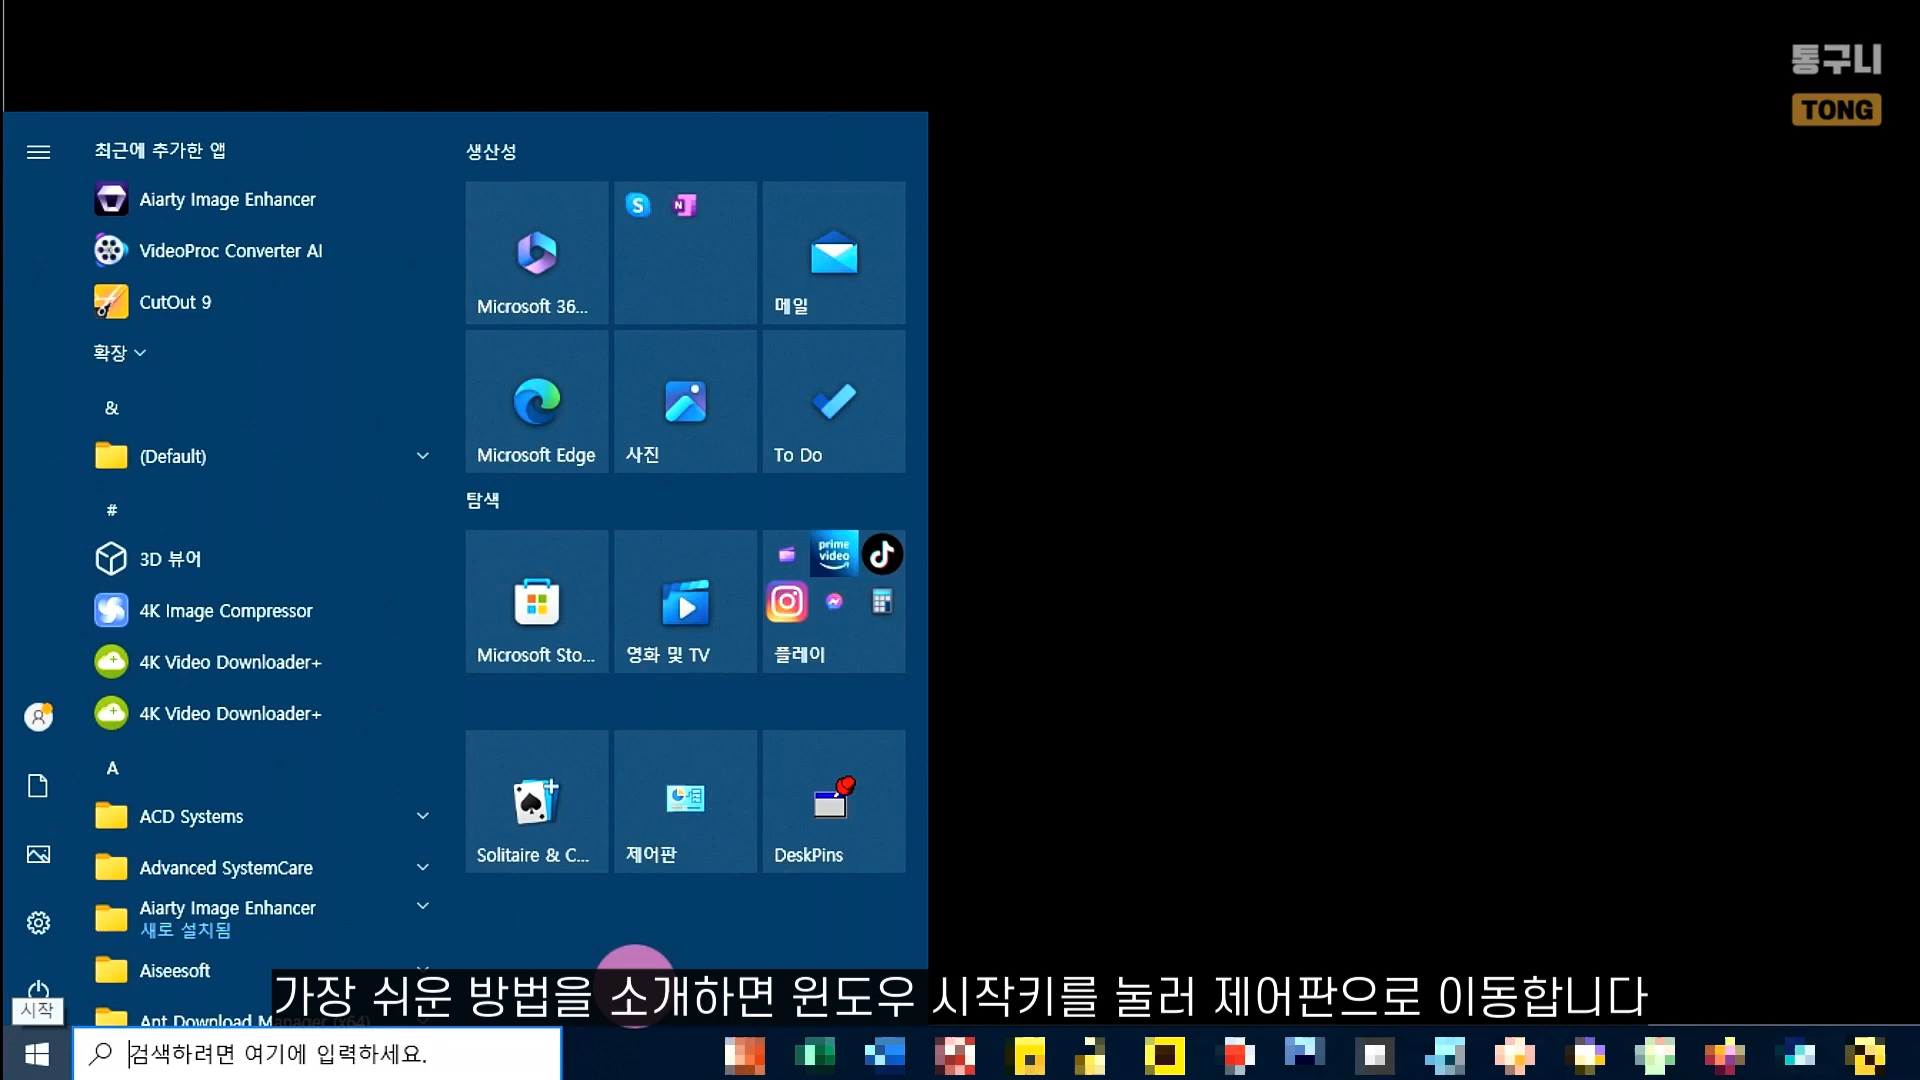 통구니
TONG
최근에 추가한 앱
Aiarty Image Enhancer
VideoProc Converter AI
CutOut 9
확장
&
(Default)
#
3D 뷰어
4K Image Compressor
4K Video Downloader+
4K Video Downloader+
A
ACD Systems
Advanced SystemCare
Aiarty Image Enhancer
새로 설치됨
Aiseesoft
Ant Download Manager (x64)
생산성
Microsoft 36...
메일
Microsoft Edge
사진
To Do
탐색
Microsoft Sto...
영화 및 TV
prime video
플레이
Solitaire & C...
제어판
DeskPins
가장 쉬운 방법을 소개하면 윈도우 시작키를 눌러 제어판으로 이동합니다
시작
검색하려면 여기에 입력하세요.